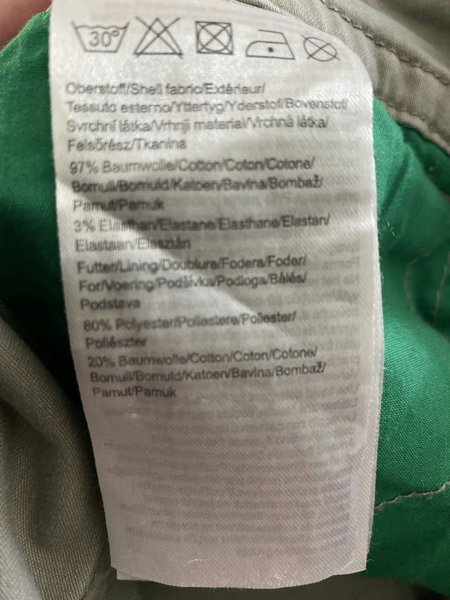 30°
Oberstoff/Shell fabric/Extérieur/
Tessuto esterno/Yttertyg/Yderstof/Bovenstof/
Svrchní látka/Vrhnji material/Vrchná látka/
Felsőrész/Tkanina
97% Baumwolle/Cotton/Coton/Cotone/
Bomull/Bomuld/Katoen/Bavlna/Bombaž/
Pamut/Pamuk
3% Elasthan/Elastane/Elasthane/Elastan/
Elastaan/Elasztán
Futter/Lining/Doublure/Fodera/Foder/
For/Voering/Podšívka/Podloga/Bélés/
Podstava
80% Polyester/Poliestere/Poliester/
Poliészter
20% Baumwolle/Cotton/Coton/Cotone/
Bomull/Bomuld/Katoen/Bavlna/Bombaž/
Pamut/Pamuk